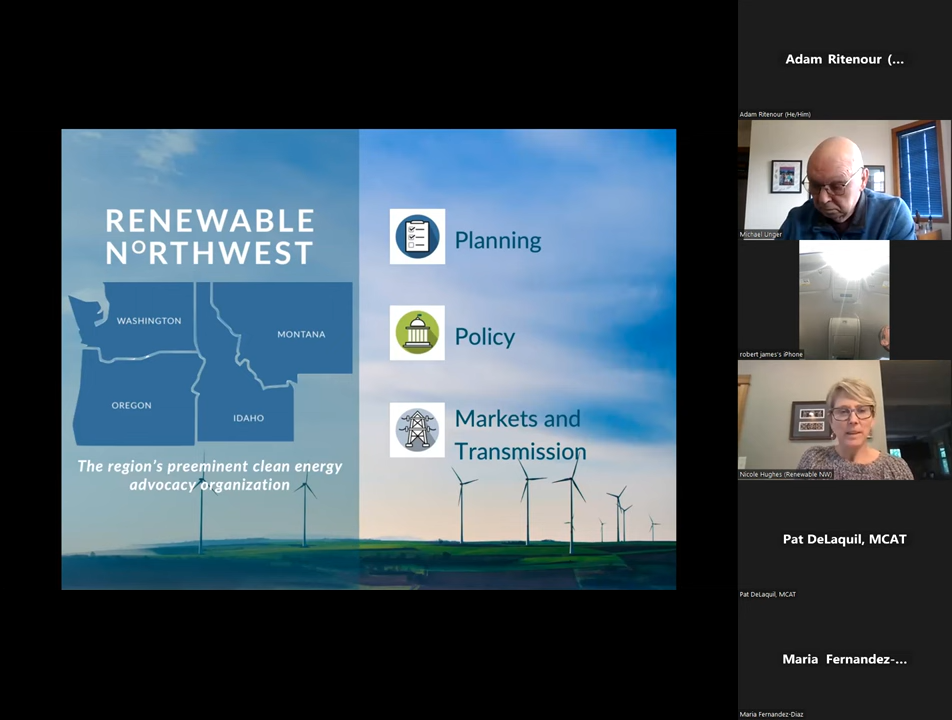 RENEWABLE
NORTHWEST
WASHINGTON
MONTANA
OREGON
IDAHO
The region's preeminent clean energy
advocacy organization
Planning
Policy
Markets and
Transmission
Adam Ritenour (...
Adam Ritenour (He/Him)
Michael Unger
robert james's iPhone
Nicole Hughes (Renewable NW)
Pat DeLaquil, MCAT
Pat DeLaquil, MCAT
Maria Fernandez-...
Maria Fernandez-Diaz